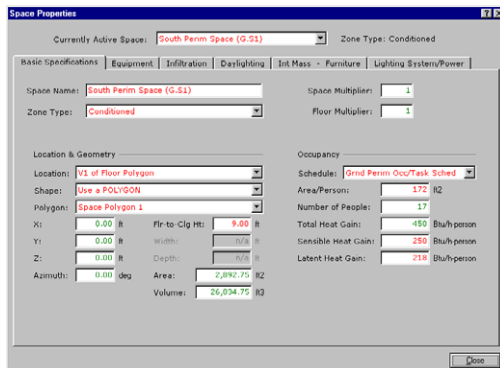 Space Properties
Currently Active Space: South Perim Space (G.S1) Zone Type: Conditioned
Basic Specifications Equipment Infiltration Daylighting Int Mass - Furniture Lighting System/Power
Space Name: South Perim Space (G.S1) Space Multiplier: 1
Zone Type: Conditioned Floor Multiplier: 1
Location & Geometry Occupancy
Location: V1 of Floor Polygon Schedule: Grnd Perim Occ/Task Sched
Shape: Use a POLYGON Area/Person: 172 ft2
Polygon: Space Polygon 1 Number of People: 17
X: 0.00 ft Flr-to-Clg Ht: 9.00 ft Total Heat Gain: 450 Btu/h-person
Y: 0.00 ft Width: n/a ft Sensible Heat Gain: 250 Btu/h-person
Z: 0.00 ft Depth: n/a ft Latent Heat Gain: 218 Btu/h-person
Azimuth: 0.00 deg Area: 2,892.75 ft2
Volume: 26,034.75 ft3
Close